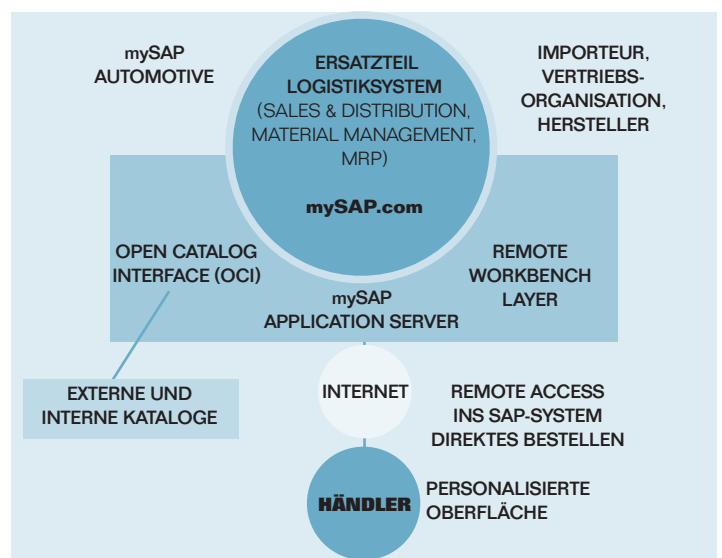 mySAP
AUTOMOTIVE
ERSATZTEIL
LOGISTIKSYSTEM
(SALES & DISTRIBUTION,
MATERIAL MANAGEMENT,
MRP)
mySAP.com
IMPORTEUR,
VERTRIEBS-
ORGANISATION,
HERSTELLER
OPEN CATALOG
INTERFACE (OCI)
mySAP
APPLICATION SERVER
REMOTE
WORKBENCH
LAYER
EXTERNE UND
INTERNE KATALOGE
INTERNET
REMOTE ACCESS
INS SAP-SYSTEM
DIREKTES BESTELLEN
HÄNDLER
PERSONALISIERTE
OBERFLÄCHE